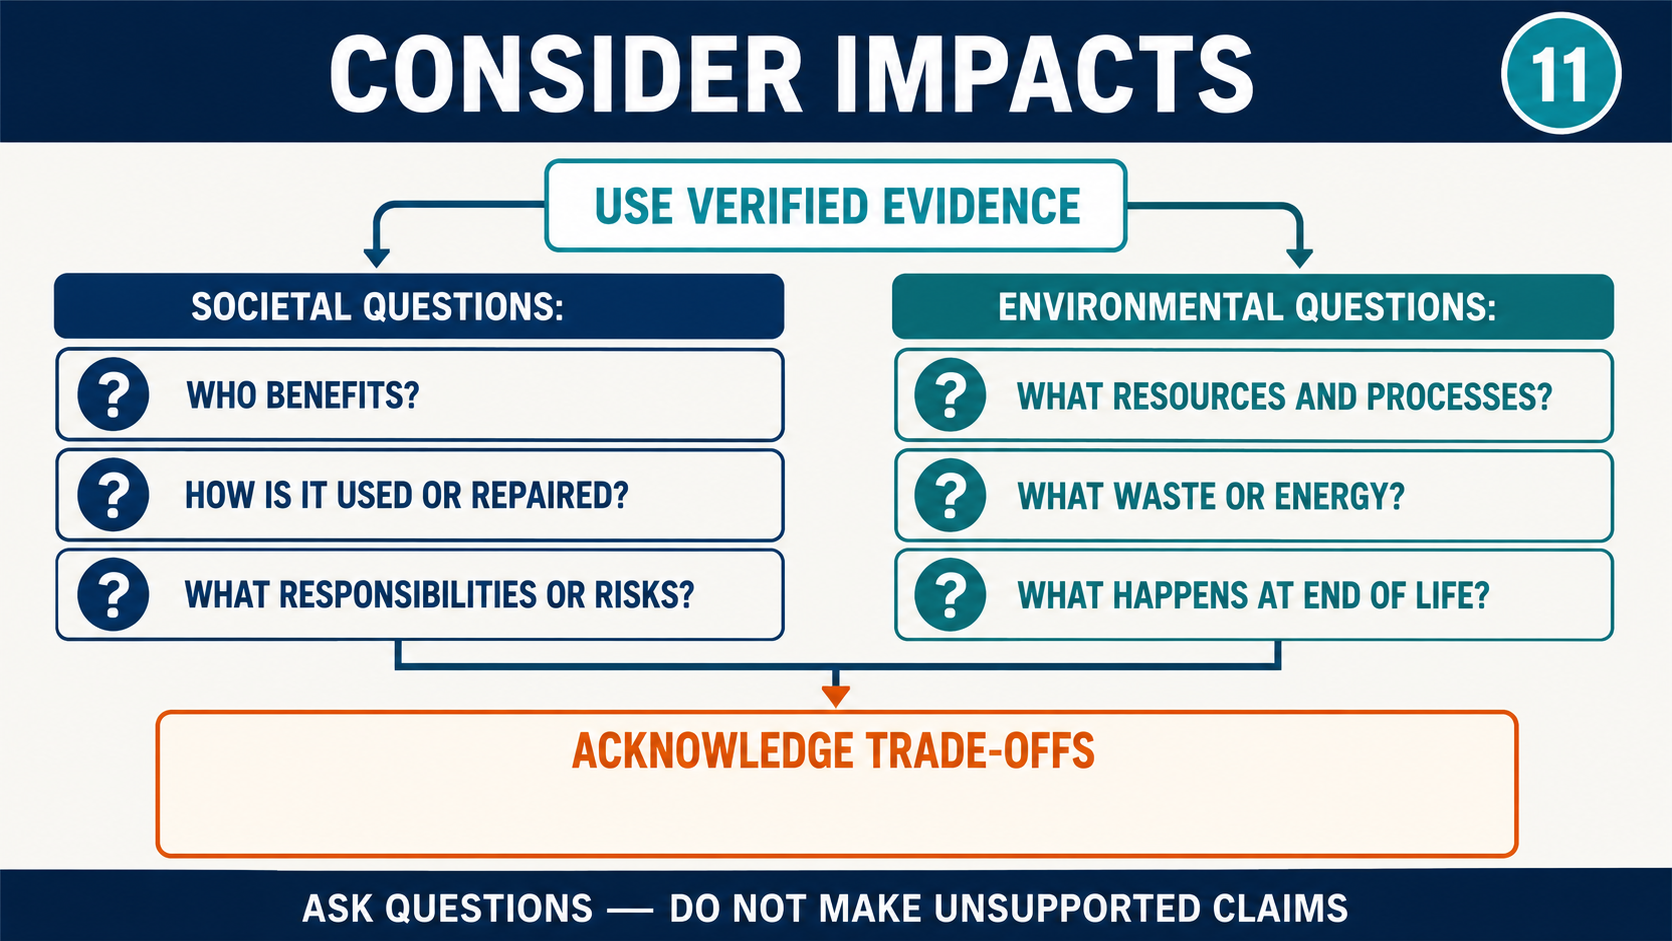 CONSIDER IMPACTS
11
USE VERIFIED EVIDENCE
SOCIETAL QUESTIONS:
? WHO BENEFITS?
? HOW IS IT USED OR REPAIRED?
? WHAT RESPONSIBILITIES OR RISKS?
ENVIRONMENTAL QUESTIONS:
? WHAT RESOURCES AND PROCESSES?
? WHAT WASTE OR ENERGY?
? WHAT HAPPENS AT END OF LIFE?
ACKNOWLEDGE TRADE-OFFS
ASK QUESTIONS — DO NOT MAKE UNSUPPORTED CLAIMS